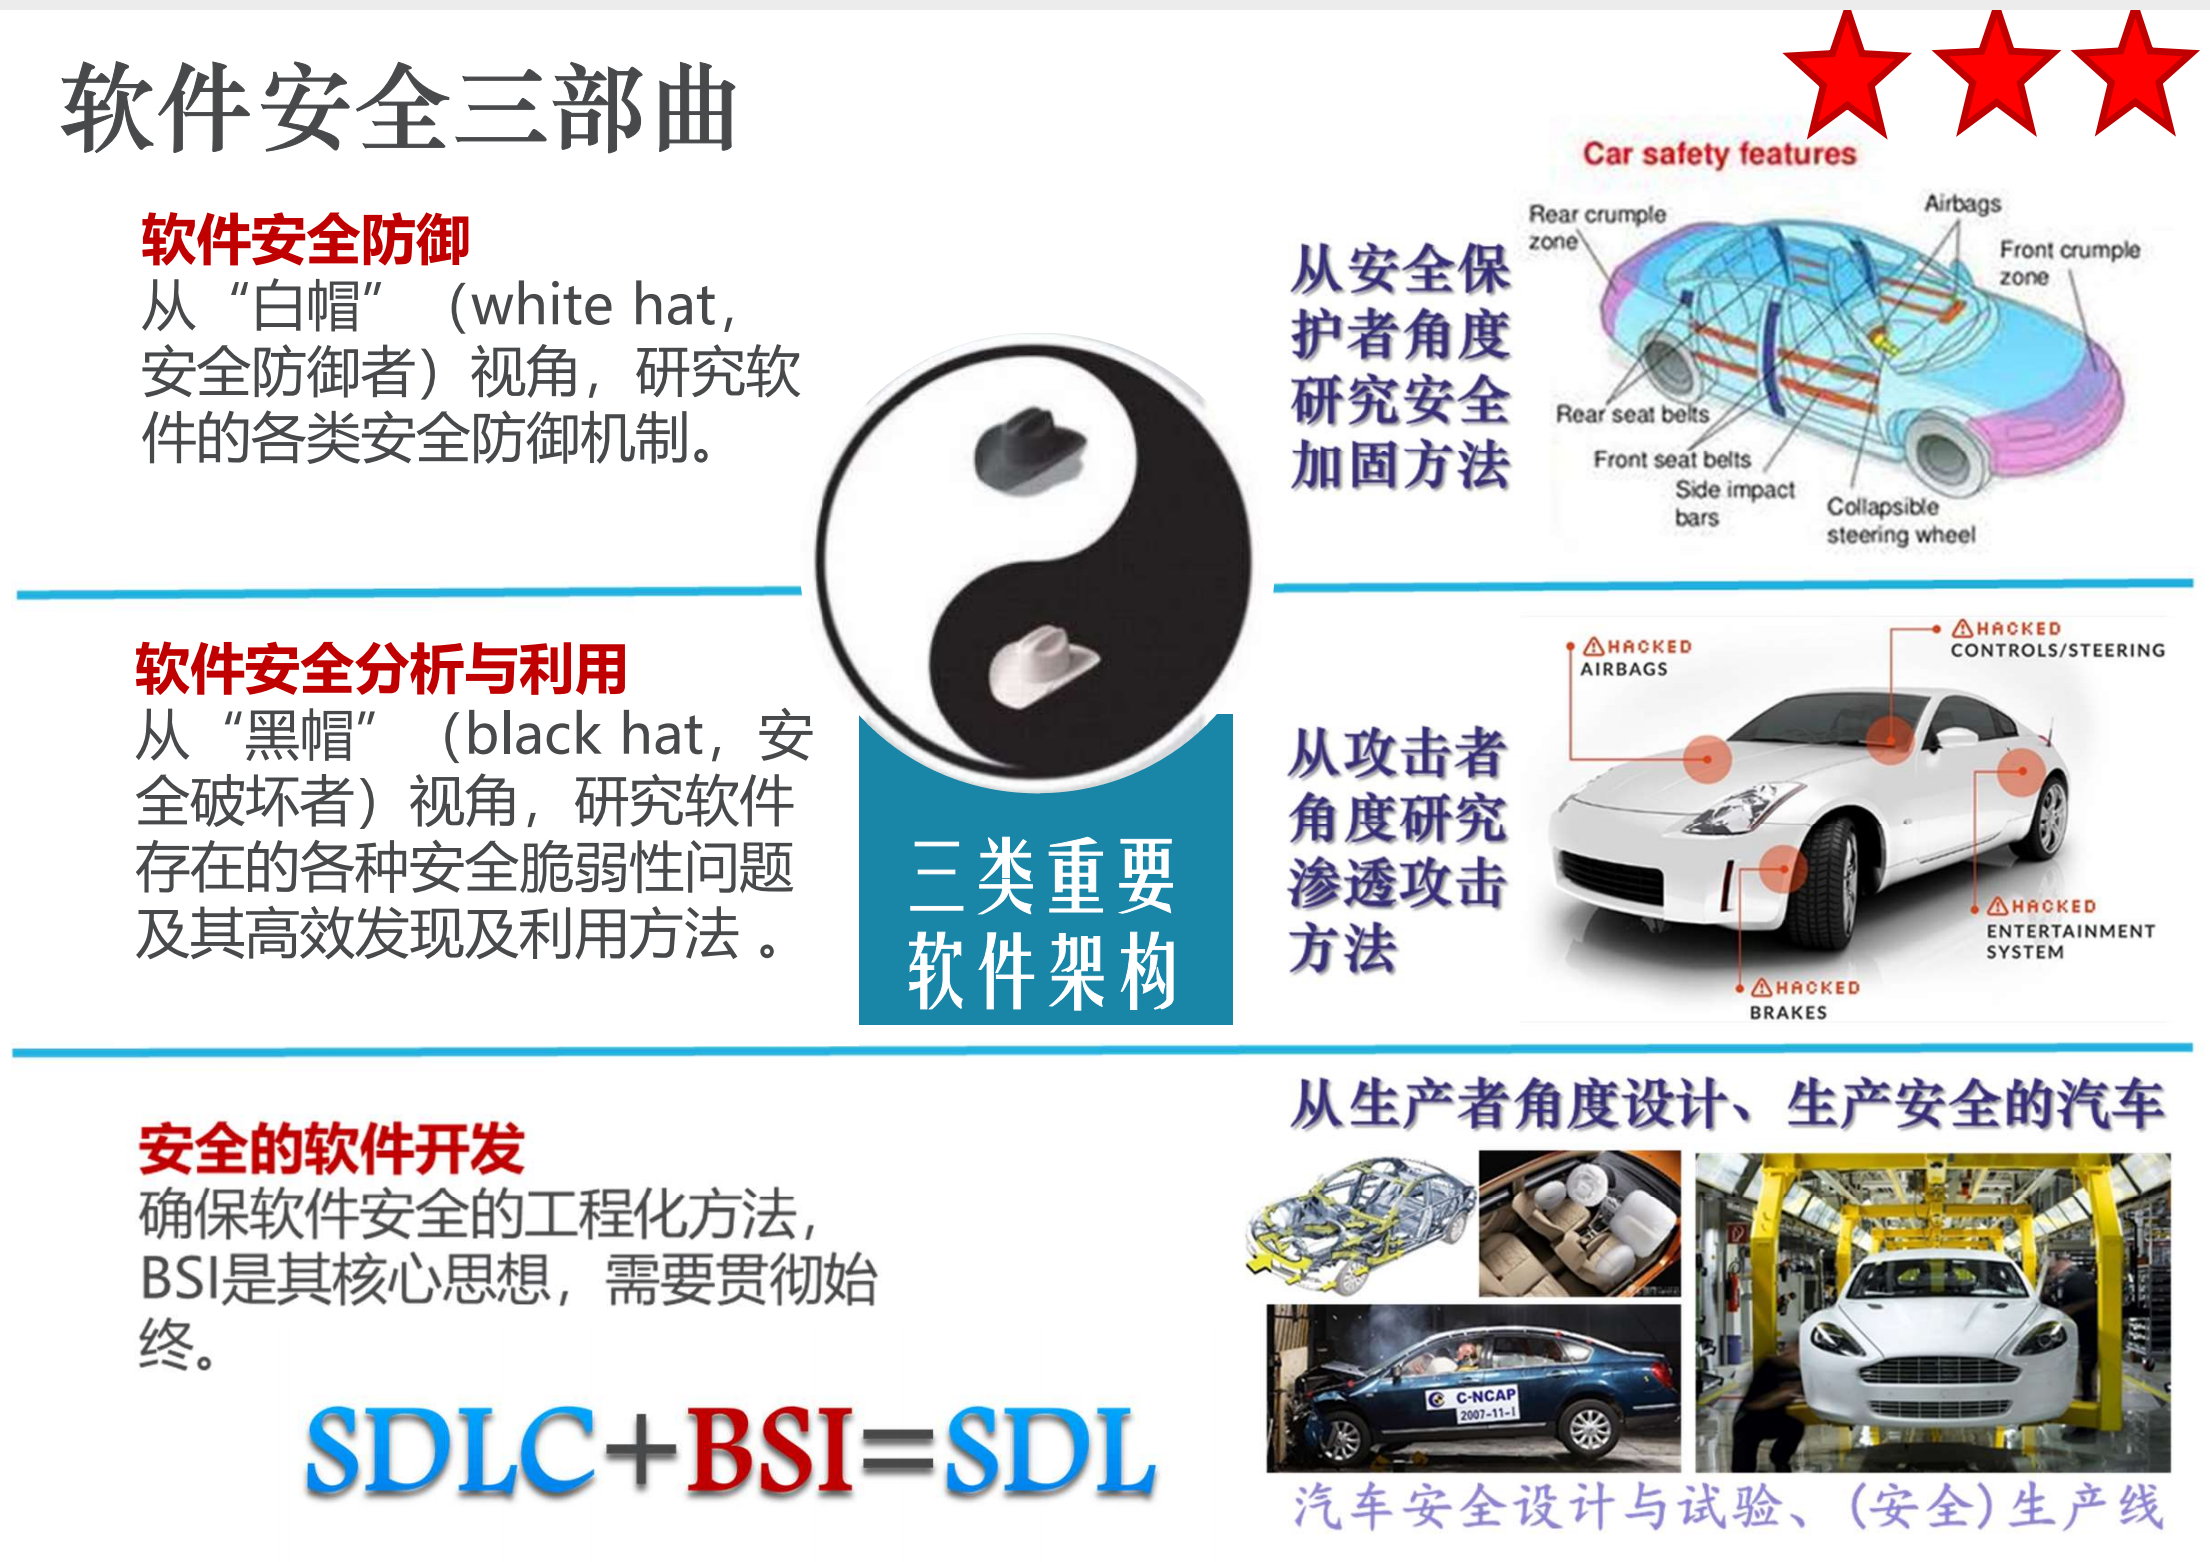 软件安全三部曲
软件安全防御
从“白帽”（white hat，
安全防御者）视角，研究软
件的各类安全防御机制。
从安全保
护者角度
研究安全
加固方法
Car safety features
Rear crumple
zone
Airbags
Front crumple
zone
Rear seat belts
Front seat belts
Side impact
bars
Collapsible
steering wheel
软件安全分析与利用
从“黑帽”（black hat，安
全破坏者）视角，研究软件
存在的各种安全脆弱性问题
及其高效发现及利用方法 。
三类重要
软件架构
从攻击者
角度研究
渗透攻击
方法
HACKED
AIRBAGS
HACKED
CONTROLS/STEERING
HACKED
ENTERTAINMENT
SYSTEM
HACKED
BRAKES
安全的软件开发
确保软件安全的工程化方法，
BSI是其核心思想，需要贯彻始
终。
SDLC+BSI=SDL
从生产者角度设计、生产安全的汽车
C-NCAP
2007-11-1
汽车安全设计与试验、(安全)生产线